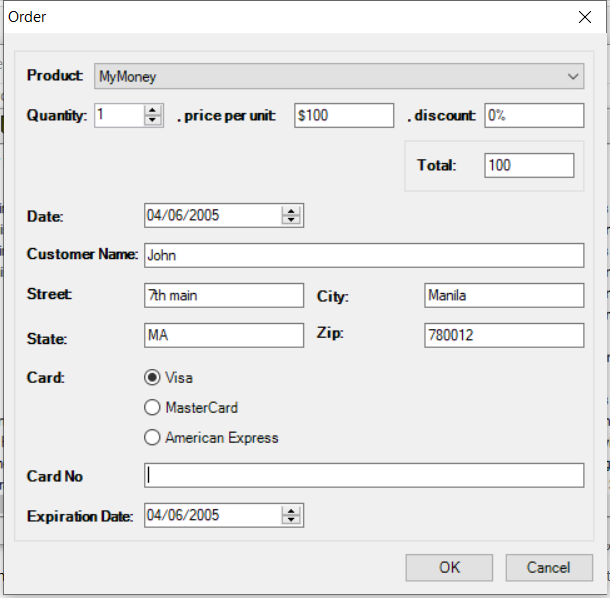 Order
Product: MyMoney
Quantity: 1 . price per unit: $100 . discount: 0%
Total: 100
Date: 04/06/2005
Customer Name: John
Street: 7th main City: Manila
State: MA Zip: 780012
Card: Visa
MasterCard
American Express
Card No
Expiration Date: 04/06/2005
OK Cancel